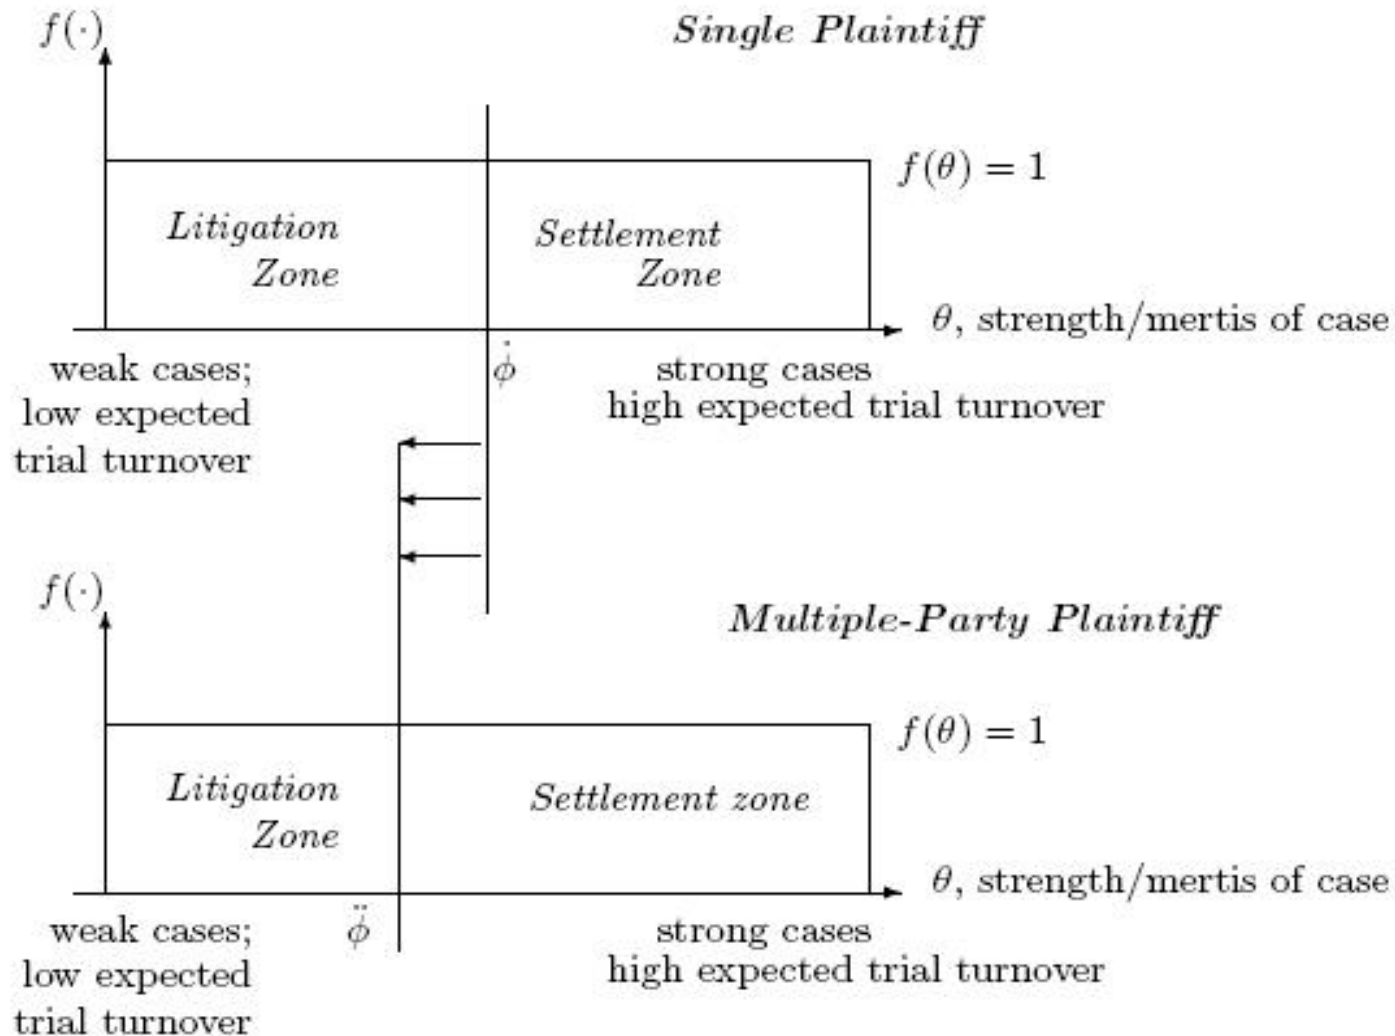 f(·)
Single Plaintiff
f(θ) = 1
Litigation
Zone
Settlement
Zone
θ, strength/mertis of case
weak cases;
low expected
trial turnover
ϕ̇
strong cases
high expected trial turnover
f(·)
Multiple-Party Plaintiff
f(θ) = 1
Litigation
Zone
Settlement zone
θ, strength/mertis of case
weak cases;
low expected
trial turnover
ϕ̈
strong cases
high expected trial turnover